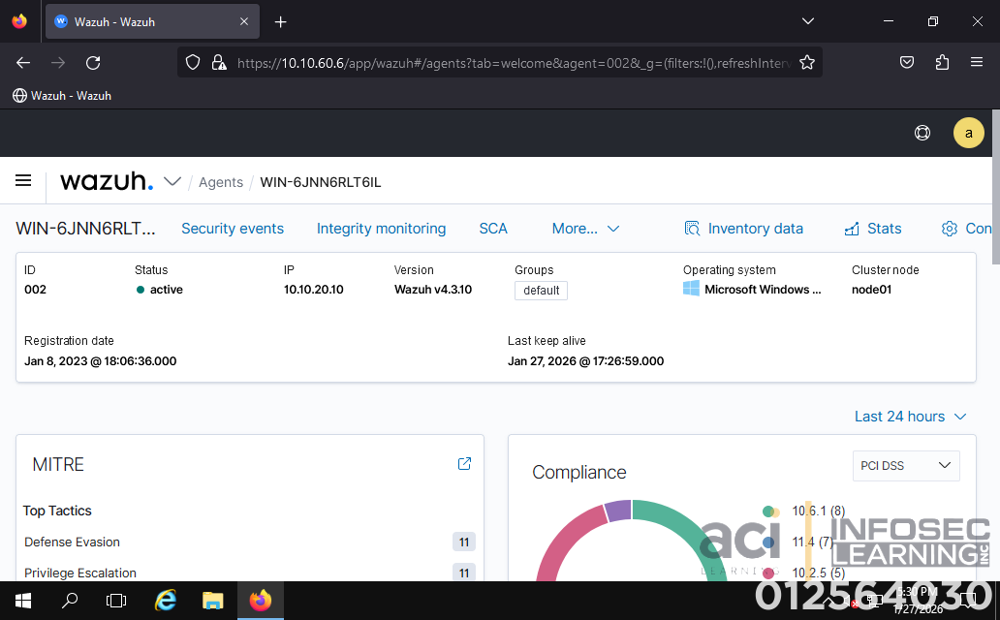 Wazuh - Wazuh
https://10.10.60.6/app/wazuh#/agents?tab=welcome&agent=002&_g=(filters:!(),refreshInterv
Wazuh - Wazuh
a
wazuh. / Agents / WIN-6JNN6RLT6IL
WIN-6JNN6RLT... Security events Integrity monitoring SCA More... Inventory data Stats Con
ID Status IP Version Groups Operating system Cluster node
002 active 10.10.20.10 Wazuh v4.3.10 default Microsoft Windows ... node01
Registration date Last keep alive
Jan 8, 2023 @ 18:06:36.000 Jan 27, 2026 @ 17:26:59.000
Last 24 hours
MITRE
Top Tactics
Defense Evasion 11
Privilege Escalation 11
Compliance PCI DSS
10.6.1 (8)
11.4 (7)
10.2.5 (5)
aci LEARNING
INFOSEC
LEARNING INC
012564030
5:30 PM
1/27/2026